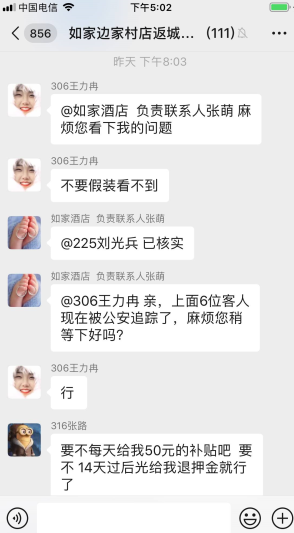 中国电信
下午5:02
856
如家边家村店返城... (111)
昨天 下午8:03
306王力冉
@如家酒店 负责联系人张萌 麻
烦您看下我的问题
306王力冉
不要假装看不到
如家酒店 负责联系人张萌
@225刘光兵 已核实
如家酒店 负责联系人张萌
@306王力冉 亲，上面6位客人
现在被公安追踪了，麻烦您稍
等下好吗?
306王力冉
行
316张路
要不每天给我50元的补贴吧 要
不 14天过后光给我退押金就行
了